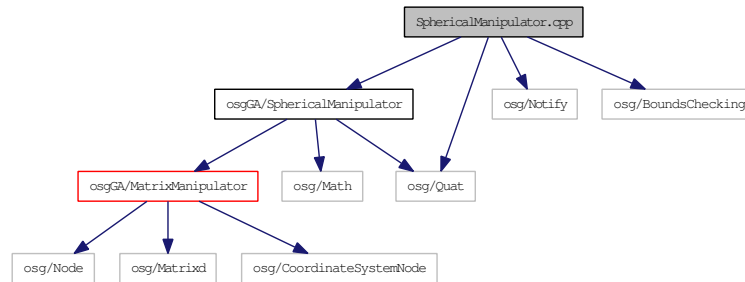 SphericalManipulator.cpp
osgGA/SphericalManipulator
osg/Notify
osg/BoundsChecking
osgGA/MatrixManipulator
osg/Math
osg/Quat
osg/Node
osg/Matrixd
osg/CoordinateSystemNode